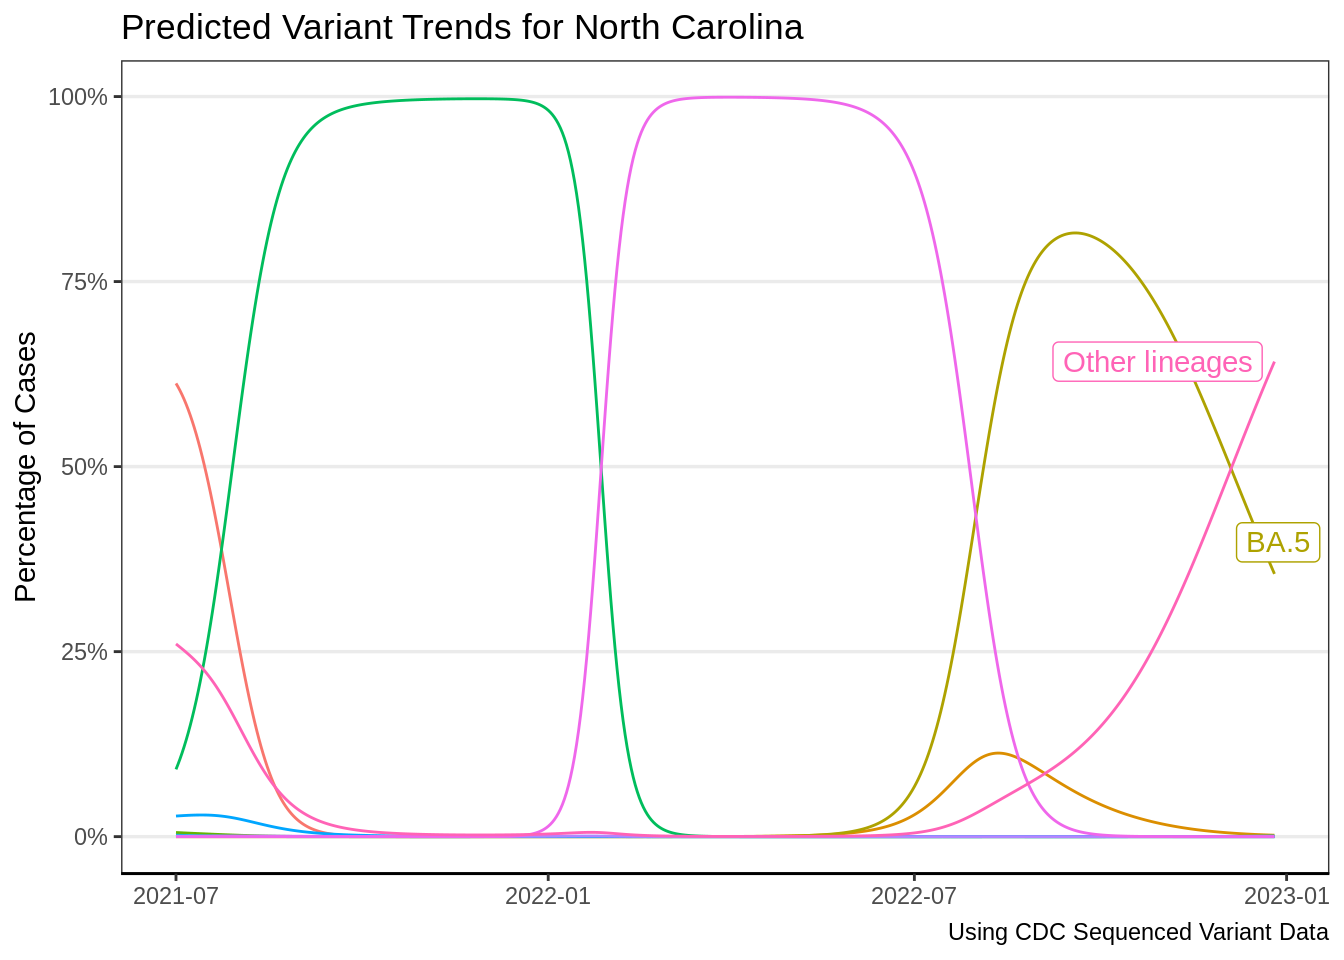 Predicted Variant Trends for North Carolina
Percentage of Cases
100%
75%
50%
25%
0%
Other lineages
BA.5
2021-07
2022-01
2022-07
2023-01
Using CDC Sequenced Variant Data